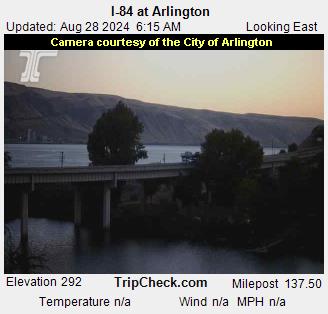 I-84 at Arlington
Updated: Aug 28 2024 6:15 AM Looking East
Camera courtesy of the City of Arlington
Elevation 292 TripCheck.com Milepost 137.50
Temperature n/a Wind n/a MPH n/a